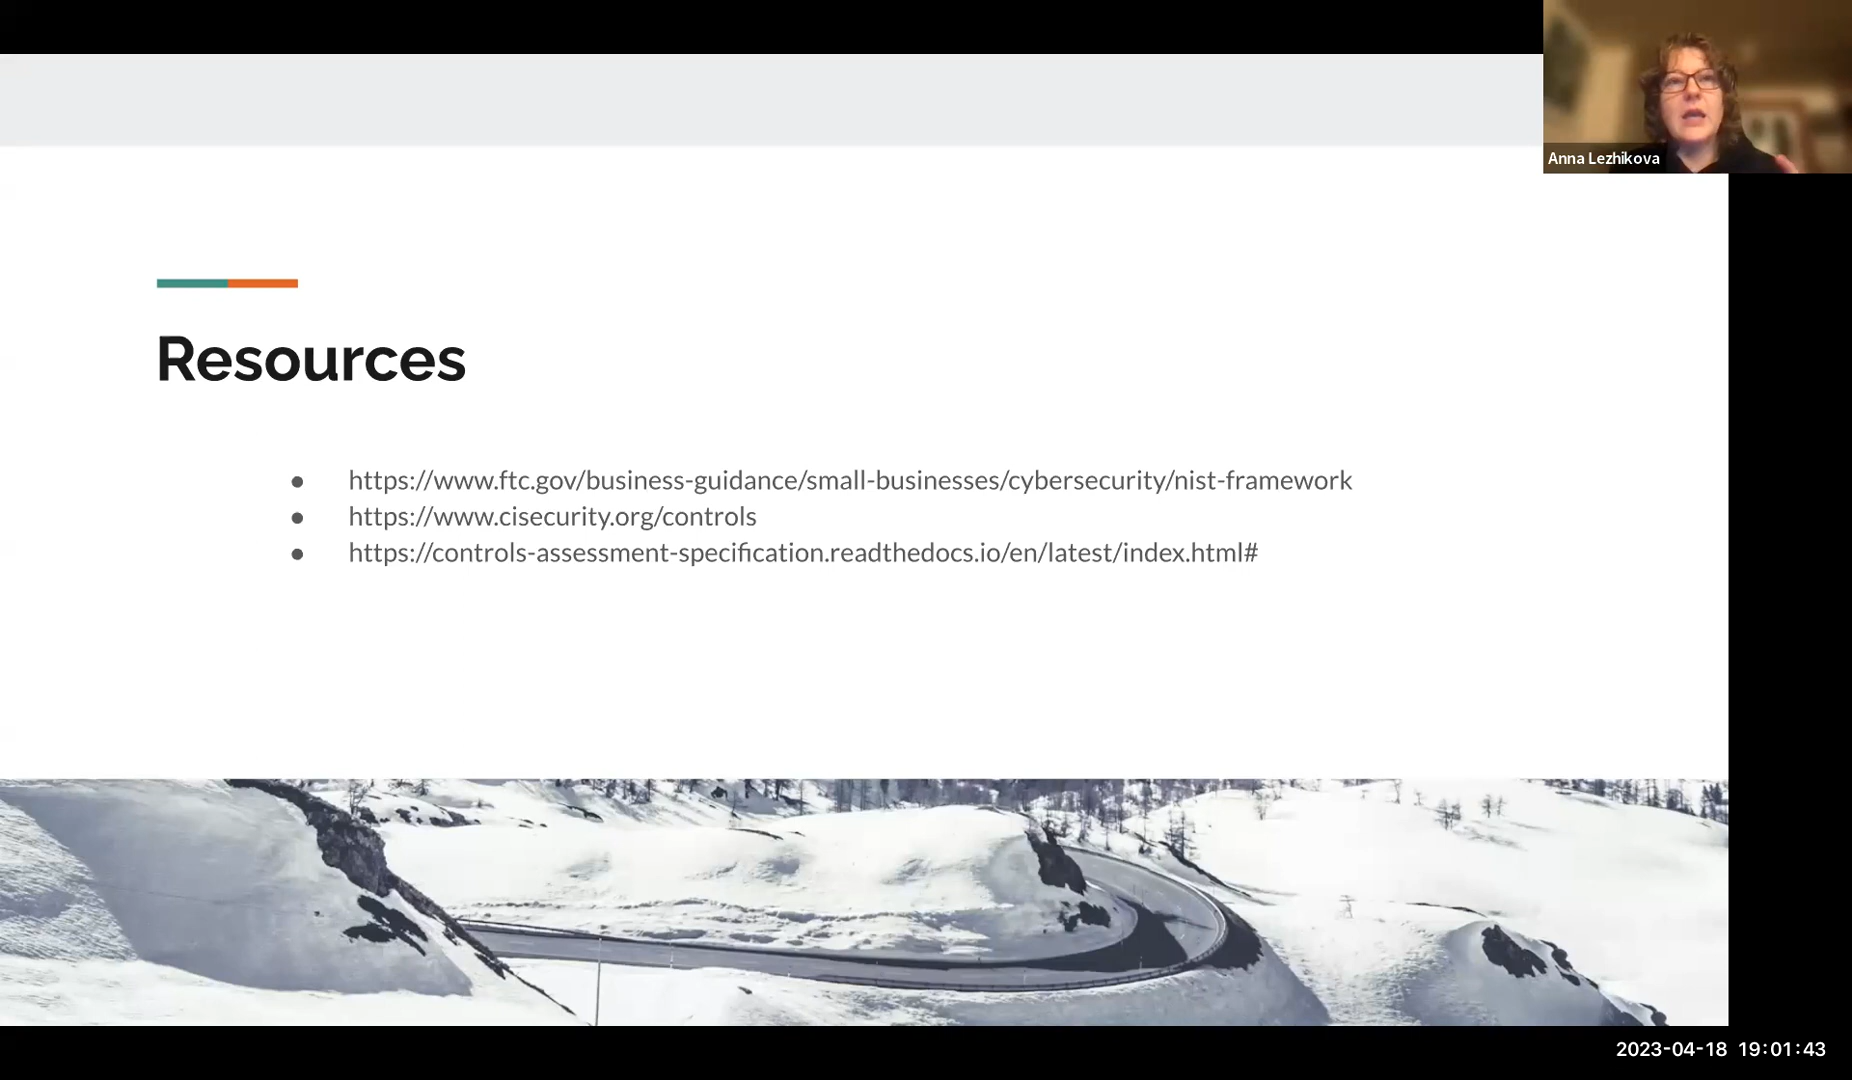 Anna Lezhikova
Resources
● https://www.ftc.gov/business-guidance/small-businesses/cybersecurity/nist-framework
● https://www.cisecurity.org/controls
● https://controls-assessment-specification.readthedocs.io/en/latest/index.html#
2023-04-18 19:01:43